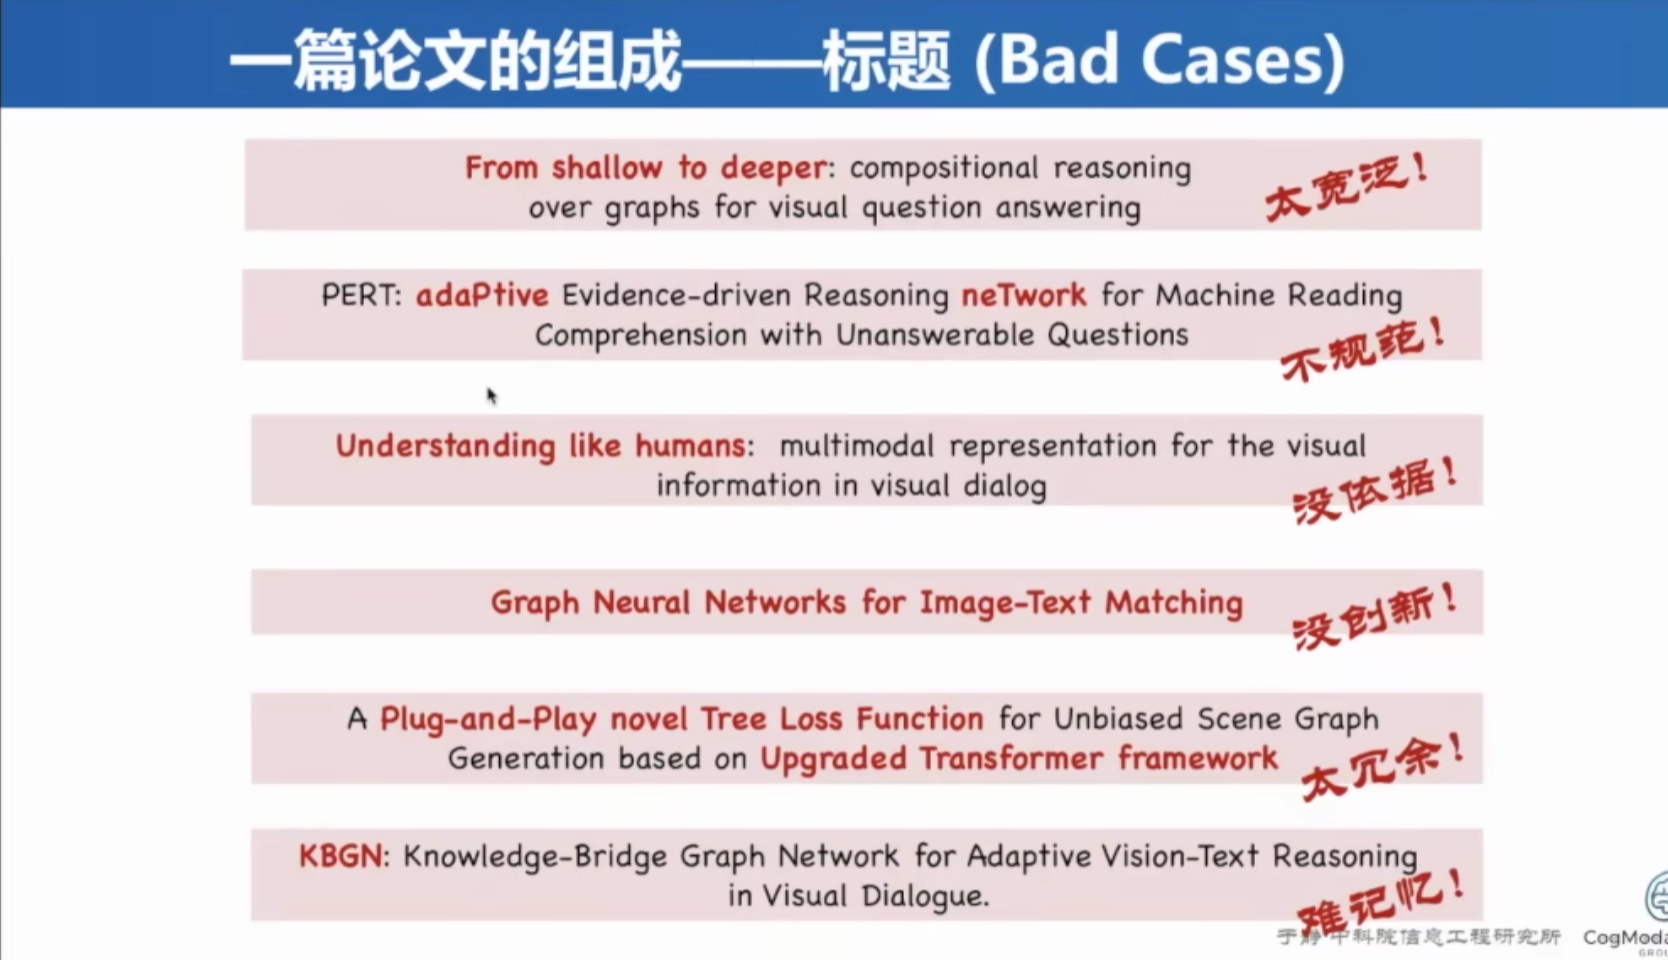 一篇论文的组成——标题 (Bad Cases)
From shallow to deeper: compositional reasoning
over graphs for visual question answering
太宽泛！
PERT: adaPtive Evidence-driven Reasoning neTwork for Machine Reading
Comprehension with Unanswerable Questions
不规范！
Understanding like humans: multimodal representation for the visual
information in visual dialog
没依据！
Graph Neural Networks for Image-Text Matching
没创新！
A Plug-and-Play novel Tree Loss Function for Unbiased Scene Graph
Generation based on Upgraded Transformer framework
太冗余！
KBGN: Knowledge-Bridge Graph Network for Adaptive Vision-Text Reasoning
in Visual Dialogue.
难记忆！
于静 中科院信息工程研究所
CogModa